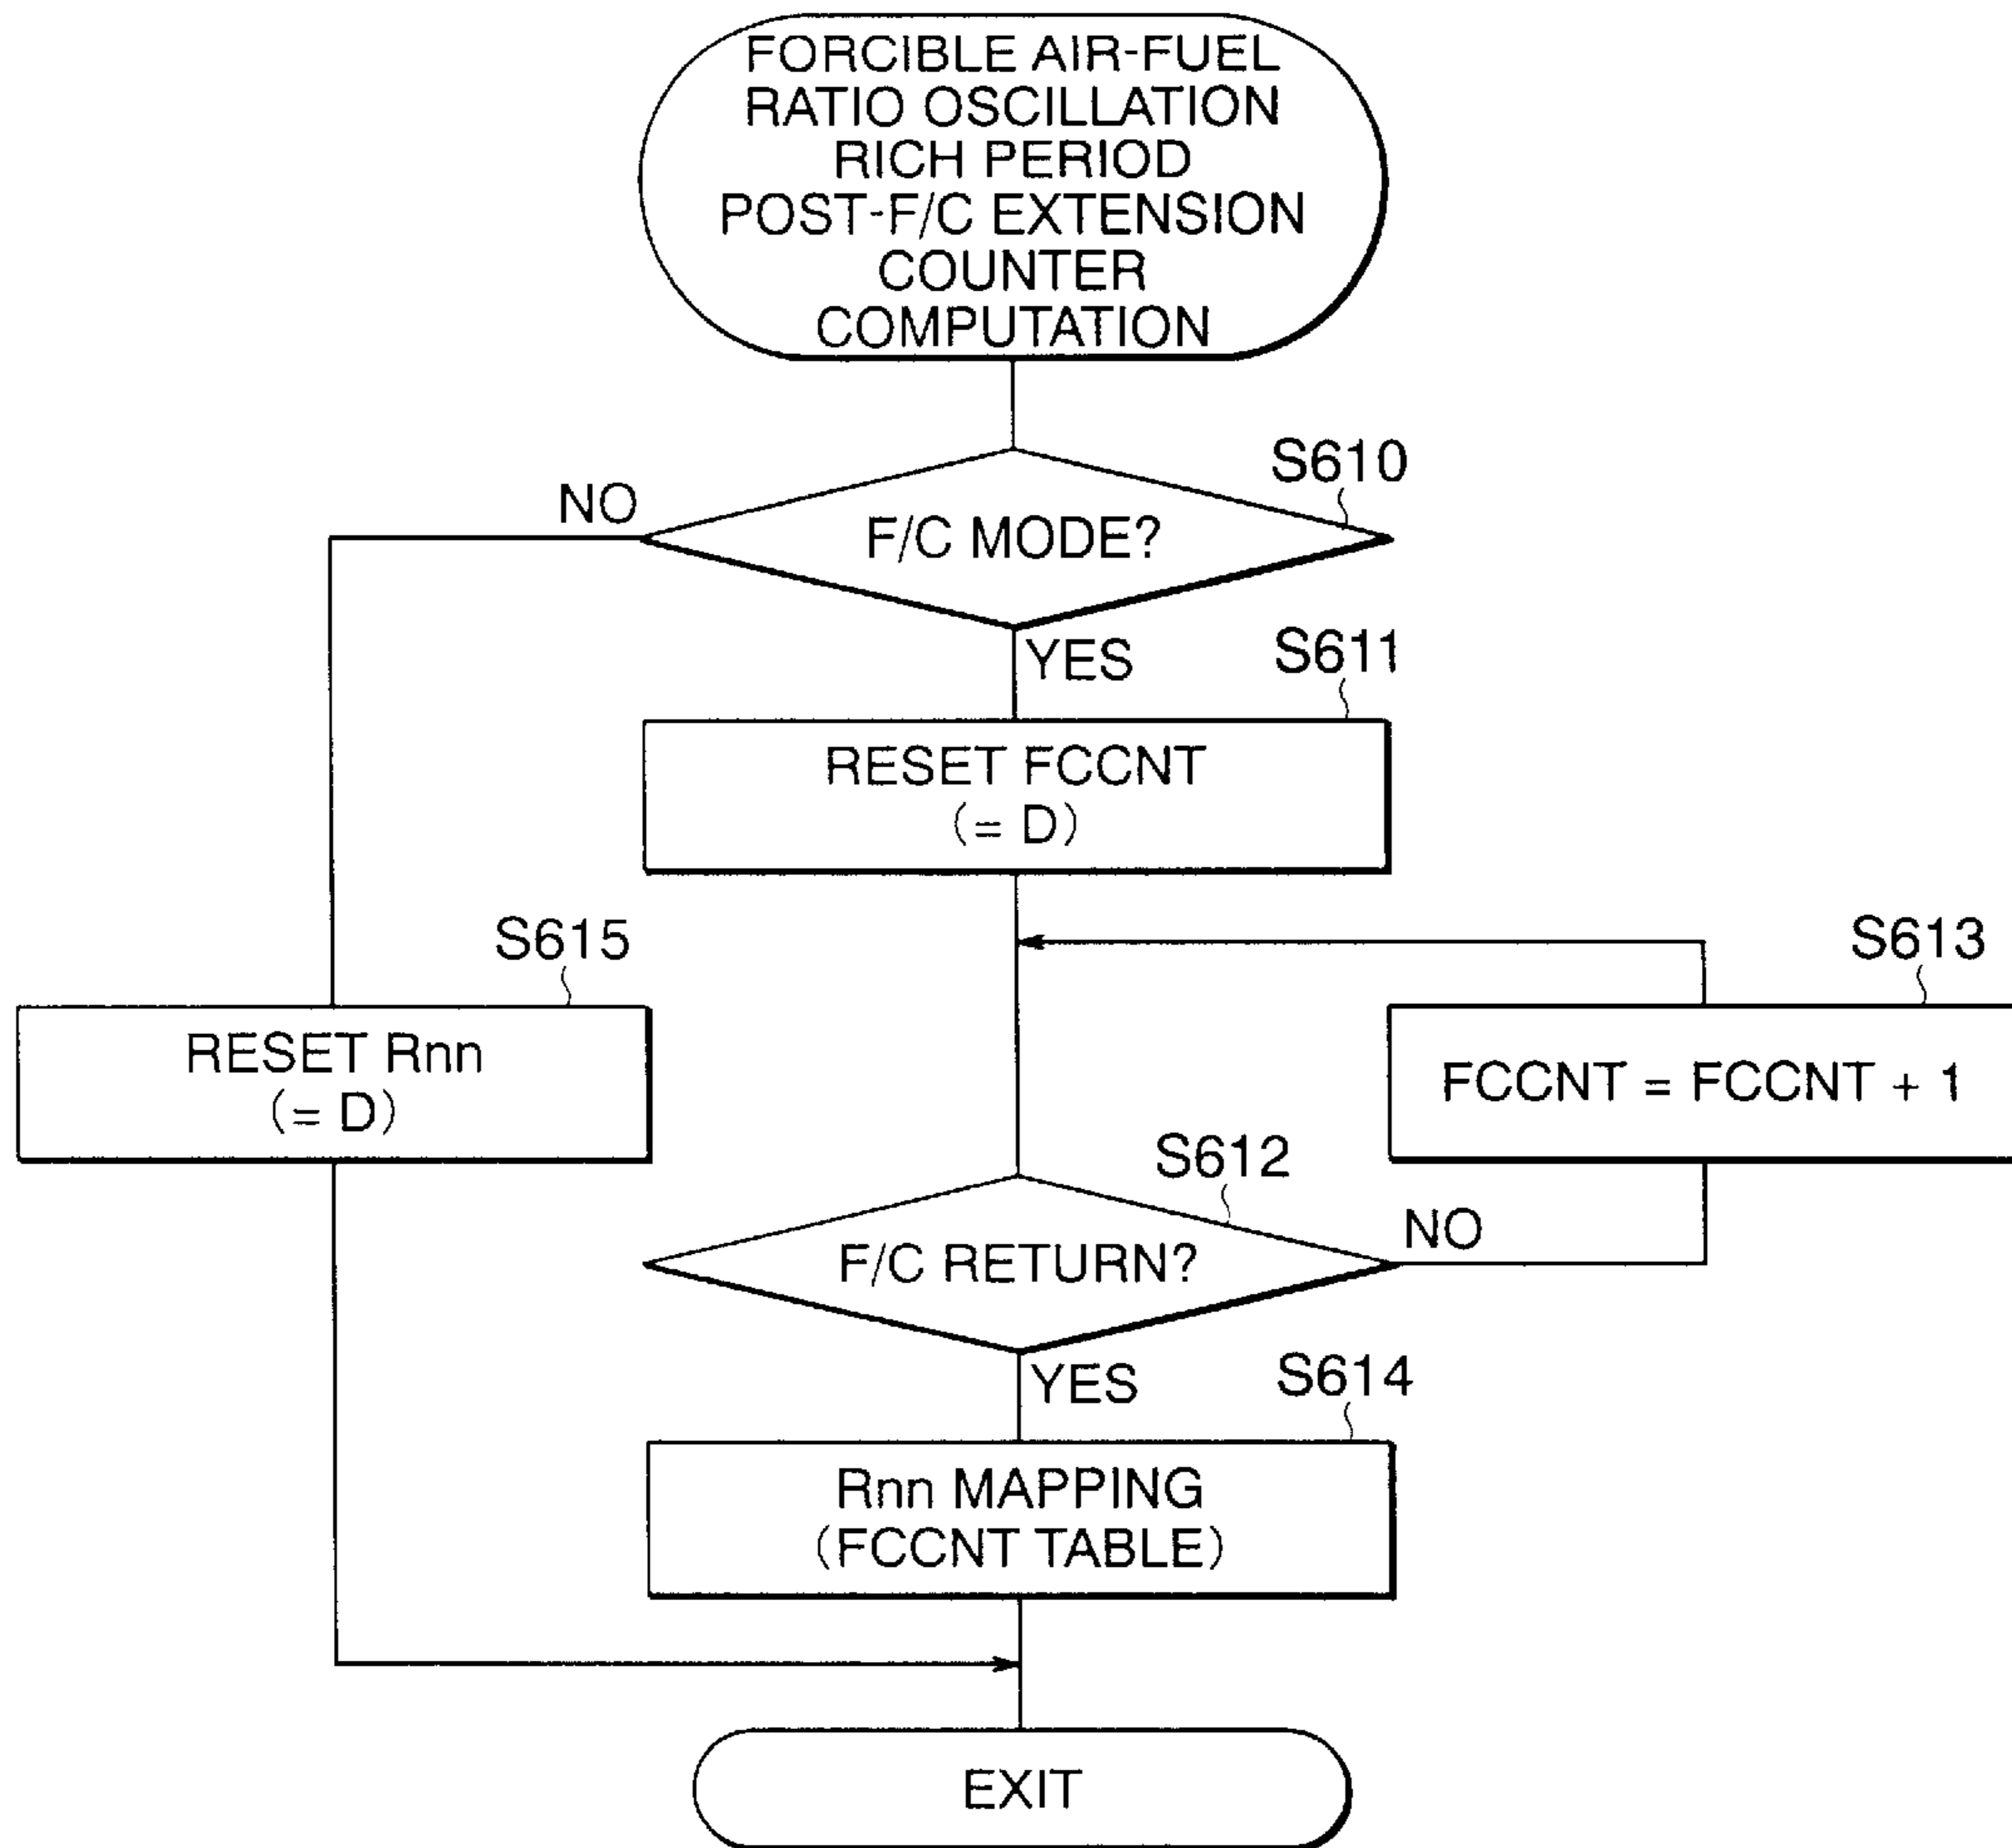 FORCIBLE AIR-FUEL
RATIO OSCILLATION
RICH PERIOD
POST-F/C EXTENSION
COUNTER
COMPUTATION
S610
NO
F/C MODE?
YES
S611
RESET FCCNT
(= D)
S615
S613
RESET Rnn
(= D)
FCCNT = FCCNT + 1
S612
NO
F/C RETURN?
YES
S614
Rnn MAPPING
(FCCNT TABLE)
EXIT